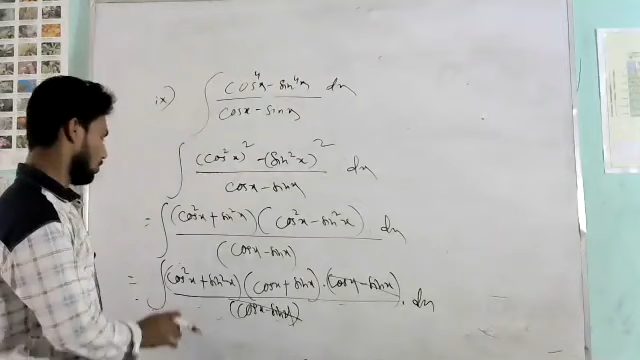 ix) ∫ (cos⁴x - sin⁴x)/(cosx - sinx) dx
∫ ((cos²x)² - (sin²x)²)/(cosx - sinx) dx
= ∫ ((cos²x + sin²x)(cos²x - sin²x))/((cosx - sinx)) dx
= ∫ ((cos²x + sin²x)(cosx + sinx).(cosx - sinx))/((cosx - sinx)) . dx